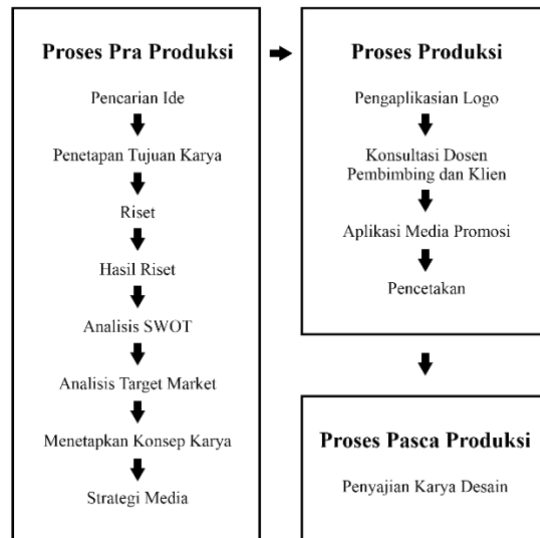 Proses Pra Produksi
Pencarian Ide
Penetapan Tujuan Karya
Riset
Hasil Riset
Analisis SWOT
Analisis Target Market
Menetapkan Konsep Karya
Strategi Media
Proses Produksi
Pengaplikasian Logo
Konsultasi Dosen
Pembimbing dan Klien
Aplikasi Media Promosi
Pencetakan
Proses Pasca Produksi
Penyajian Karya Desain